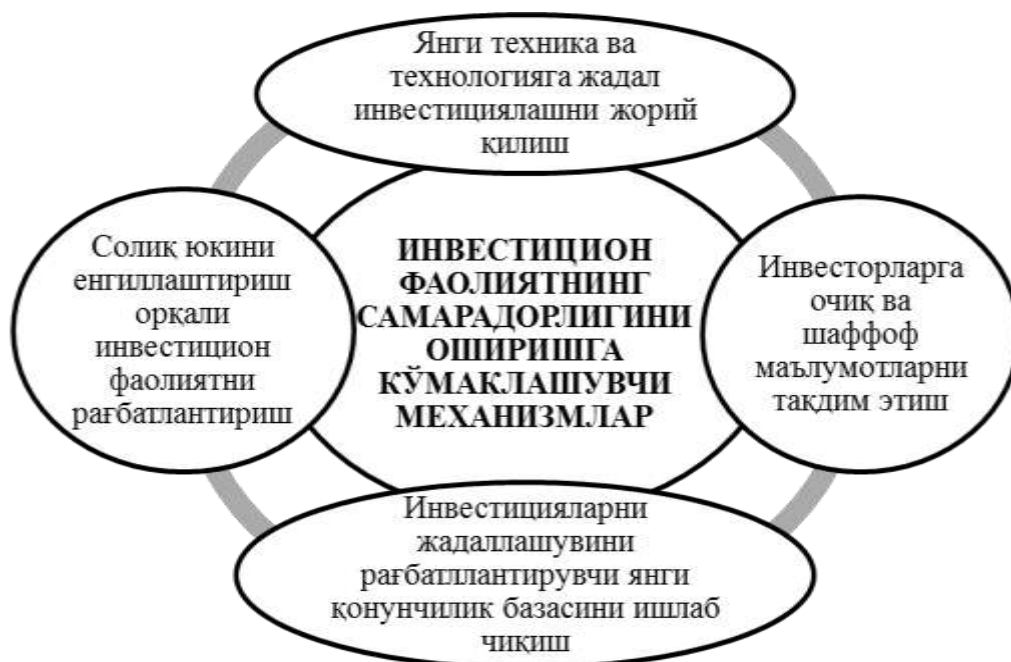 Янги техника ва
технологияга жадал
инвестициялашни жорий
қилиш
Солиқ юкини
енгиллаштириш
орқали
инвестицион
фаолиятни
рағбатлантириш
ИНВЕСТИЦИОН
ФАОЛИЯТНИНГ
САМАРАДОРЛИГИНИ
ОШИРИШГА
КЎМАКЛАШУВЧИ
МЕХАНИЗМЛАР
Инвесторларга
очиқ ва
шаффоф
маълумотларни
тақдим этиш
Инвестицияларни
жадаллашувини
рағбатллантирувчи янги
қонунчилик базасини ишлаб
чиқиш